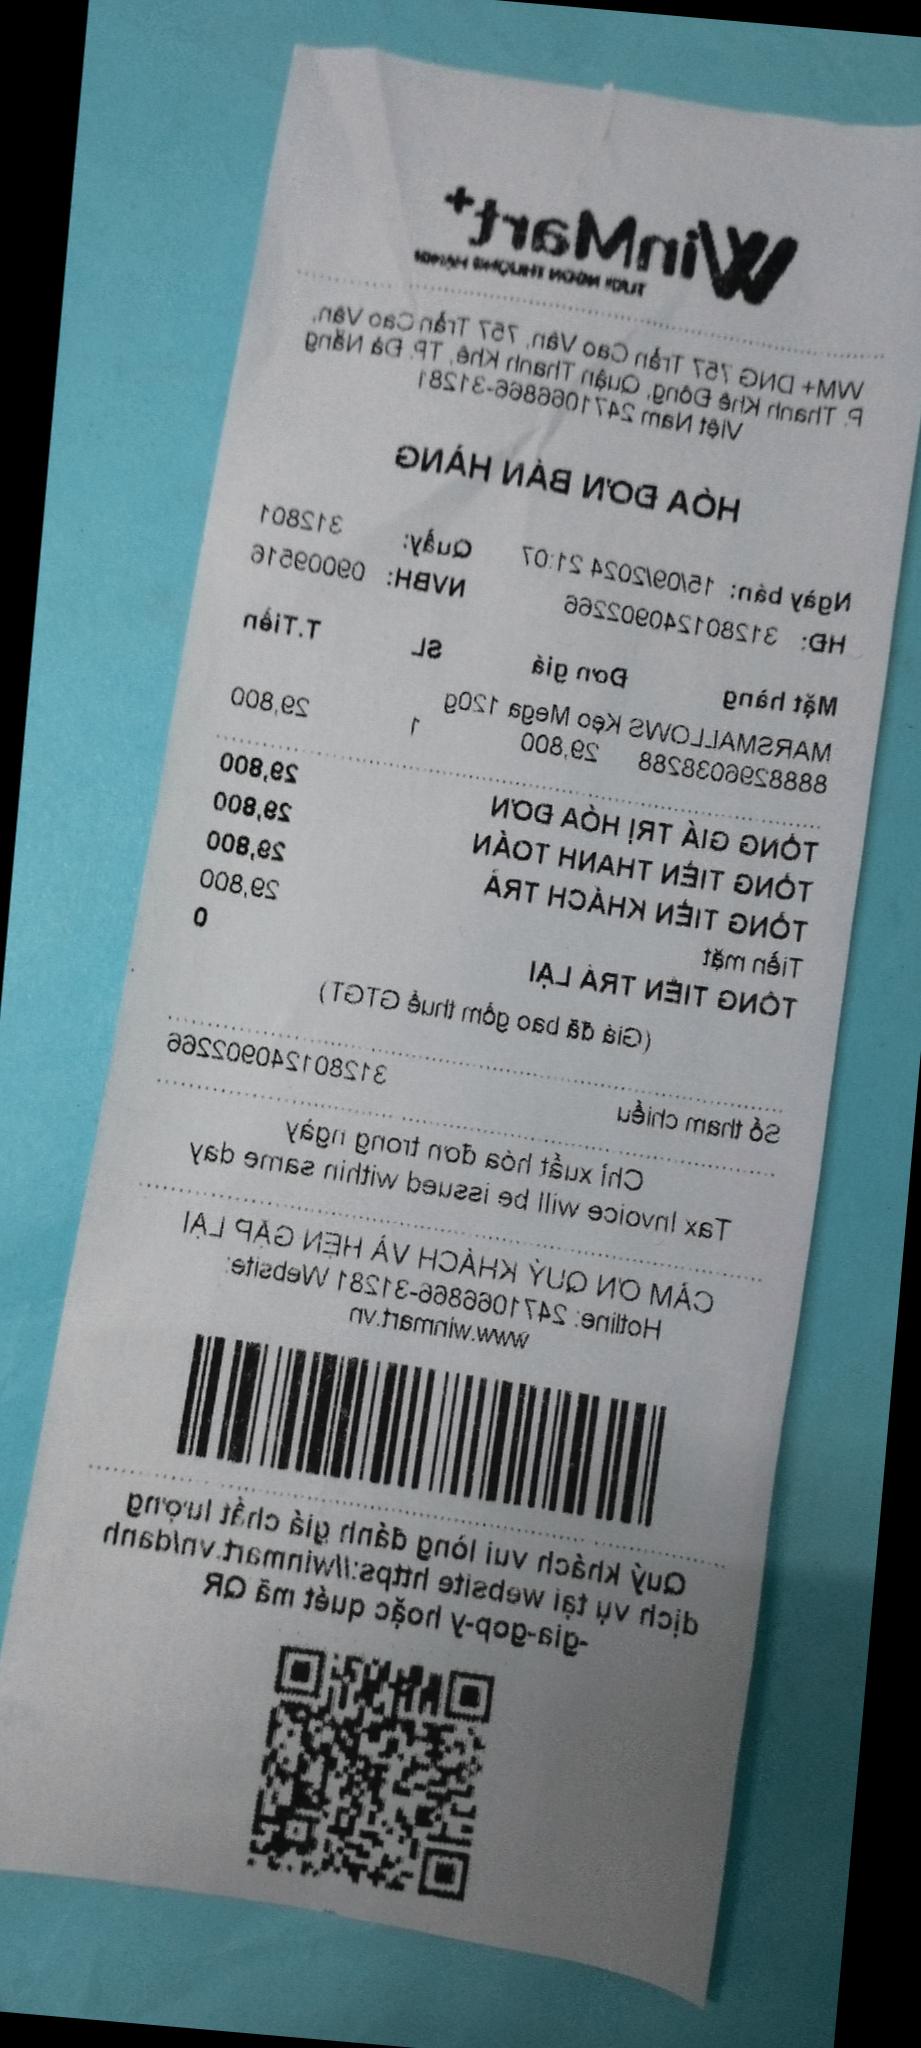 WinMart+
TƯƠI NGON THƯỢNG HẠNG
WM+ DNG 757 Trần Cao Vân, 757 Trần Cao Vân,
P. Thanh Khê Đông, Quận Thanh Khê, TP. Đà Nẵng
Việt Nam 2471066866-31281
HÓA ĐƠN BÁN HÀNG
Ngày bán: 15/09/2024 21:07 Quầy: 312801
HĐ: 312801240902266 NVBH: 09009516
Mặt hàng Đơn giá SL T.Tiền
MARSMALLOWS Kẹo Mega 120g
8888296038288 29,800 1 29,800
TỔNG GIÁ TRỊ HÓA ĐƠN 29,800
TỔNG TIỀN THANH TOÁN 29,800
TỔNG TIỀN KHÁCH TRẢ 29,800
Tiền mặt 29,800
TỔNG TIỀN TRẢ LẠI 0
(Giá đã bao gồm thuế GTGT)
Số tham chiếu 312801240902266
Chỉ xuất hóa đơn trong ngày
Tax Invoice will be issued within same day
CẢM ƠN QUÝ KHÁCH VÀ HẸN GẶP LẠI
Hotline: 2471066866-31281 Website:
www.winmart.vn
Quý khách vui lòng đánh giá chất lượng
dịch vụ tại website https://winmart.vn/danh
-gia-gop-y hoặc quét mã QR